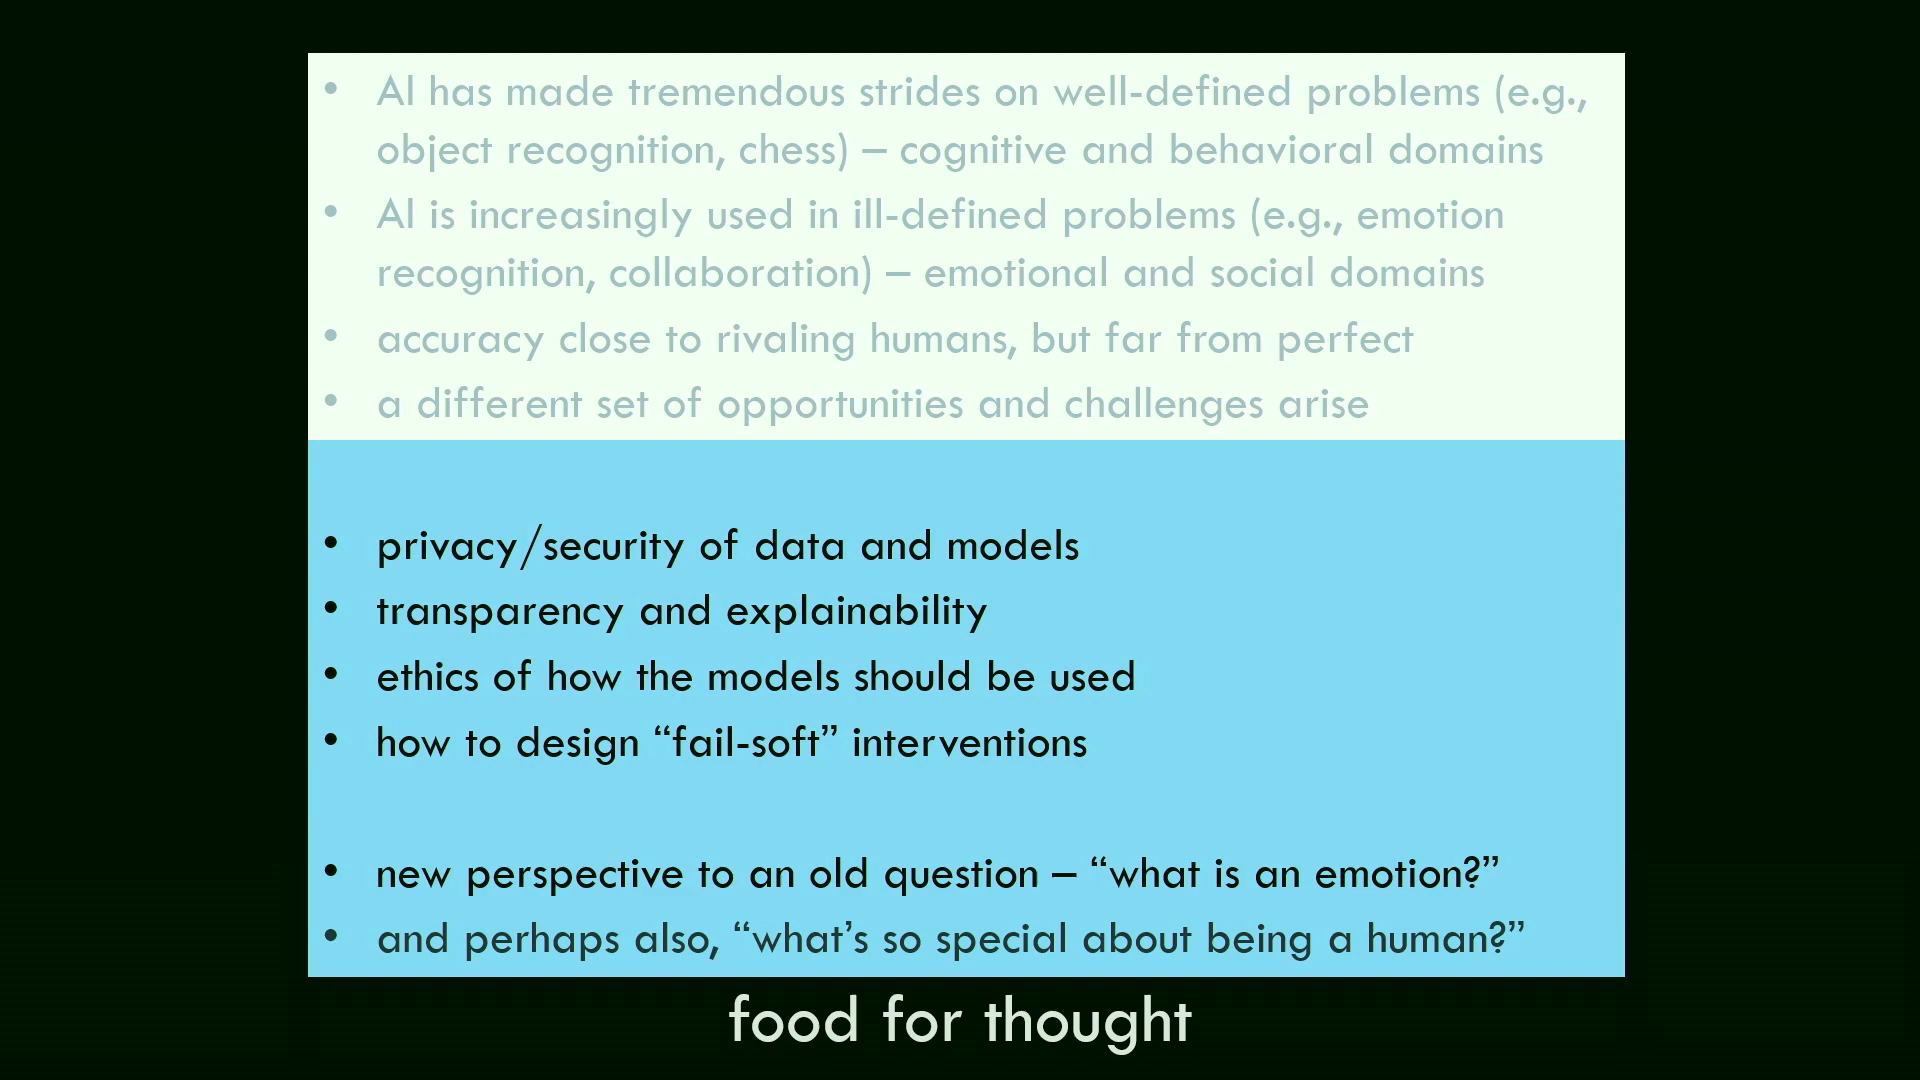 • AI has made tremendous strides on well-defined problems (e.g.,
object recognition, chess) – cognitive and behavioral domains
• AI is increasingly used in ill-defined problems (e.g., emotion
recognition, collaboration) – emotional and social domains
• accuracy close to rivaling humans, but far from perfect
• a different set of opportunities and challenges arise
• privacy/security of data and models
• transparency and explainability
• ethics of how the models should be used
• how to design “fail-soft” interventions
• new perspective to an old question – “what is an emotion?”
• and perhaps also, “what’s so special about being a human?”
food for thought